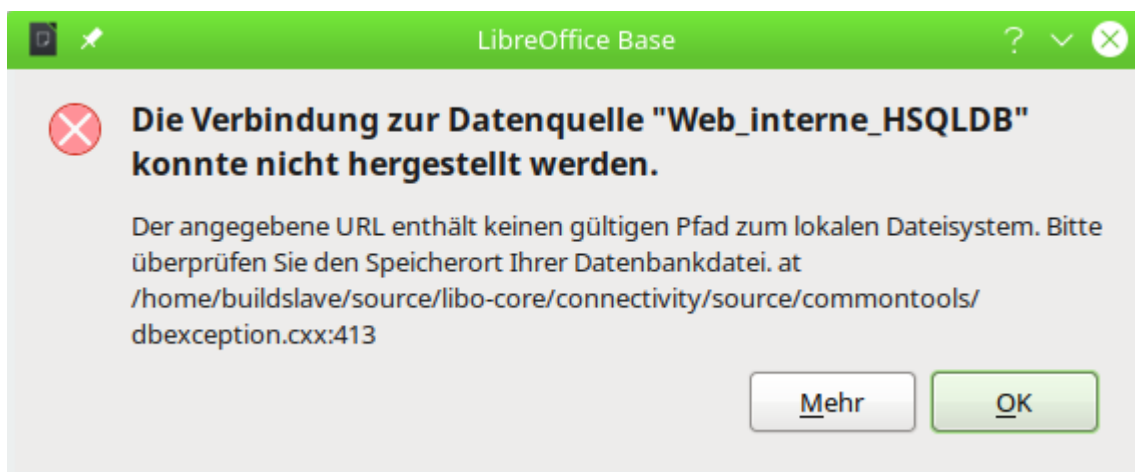 LibreOffice Base
Die Verbindung zur Datenquelle "Web_interne_HSQLDB"
konnte nicht hergestellt werden.
Der angegebene URL enthält keinen gültigen Pfad zum lokalen Dateisystem. Bitte
überprüfen Sie den Speicherort Ihrer Datenbankdatei. at
/home/buildslave/source/libo-core/connectivity/source/commontools/
dbexception.cxx:413
Mehr
OK